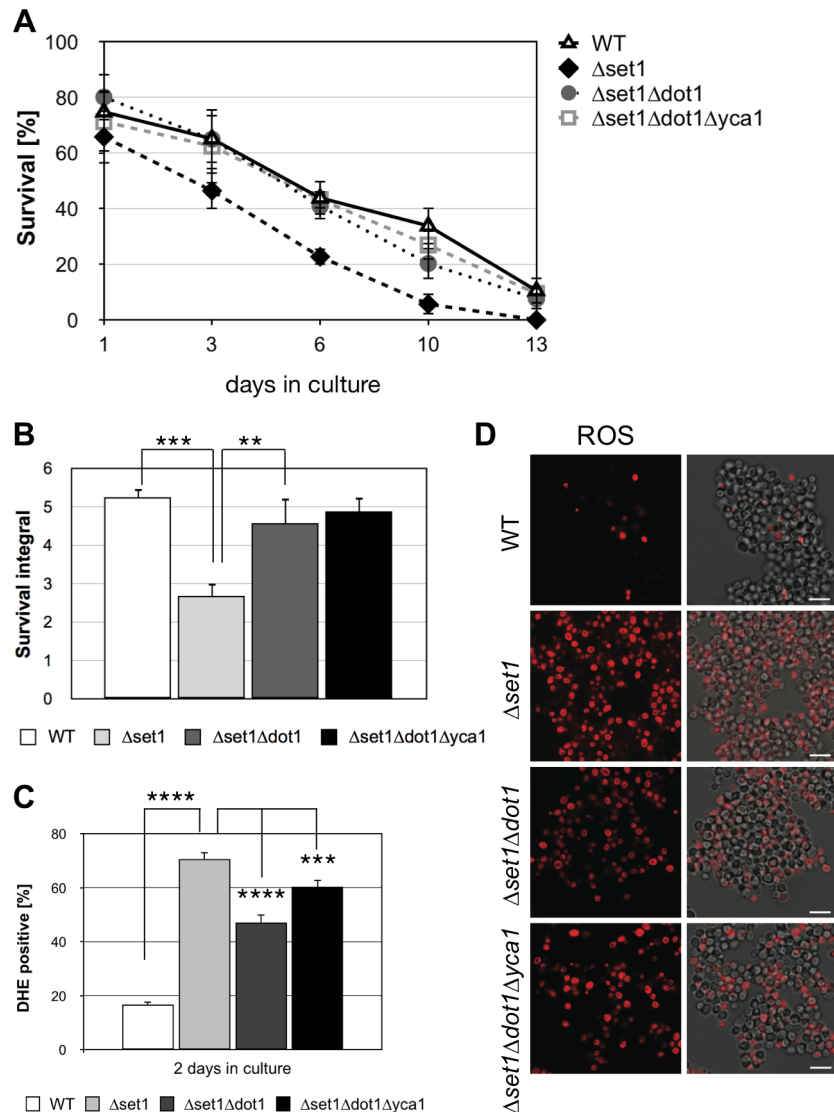 A
100
80
60
40
20
0
Survival [%]
1 3 6 10 13
days in culture
WT
Δset1
Δset1Δdot1
Δset1Δdot1Δyca1
B
*** **
6
5
4
3
2
1
0
Survival integral
WT Δset1 Δset1Δdot1 Δset1Δdot1Δyca1
C
****
***
****
80
60
40
20
0
DHE positive [%]
2 days in culture
WT Δset1 Δset1Δdot1 Δset1Δdot1Δyca1
D
ROS
WT
Δset1
Δset1Δdot1
Δset1Δdot1Δyca1